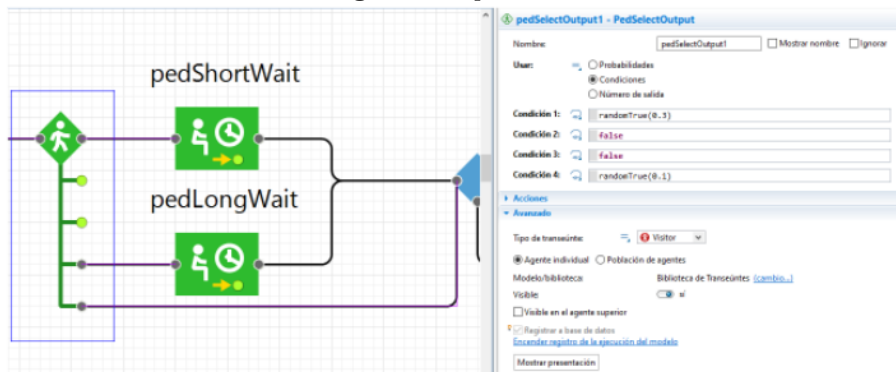 pedShortWait
pedLongWait
pedSelectOutput1 - PedSelectOutput
Nombre: pedSelectOutput1 Mostrar nombre Ignorar
Usar: Probabilidades
Condiciones
Número de salida
Condición 1: randomTrue(0.3)
Condición 2: false
Condición 3: false
Condición 4: randomTrue(0.1)
Acciones
Avanzado
Tipo de transeúnte: Visitor
Agente individual Población de agentes
Modelo/biblioteca: Biblioteca de Transeúntes (cambio...)
Visible: sí
Visible en el agente superior
Registrar a base de datos
Encender registro de la ejecución del modelo
Mostrar presentación